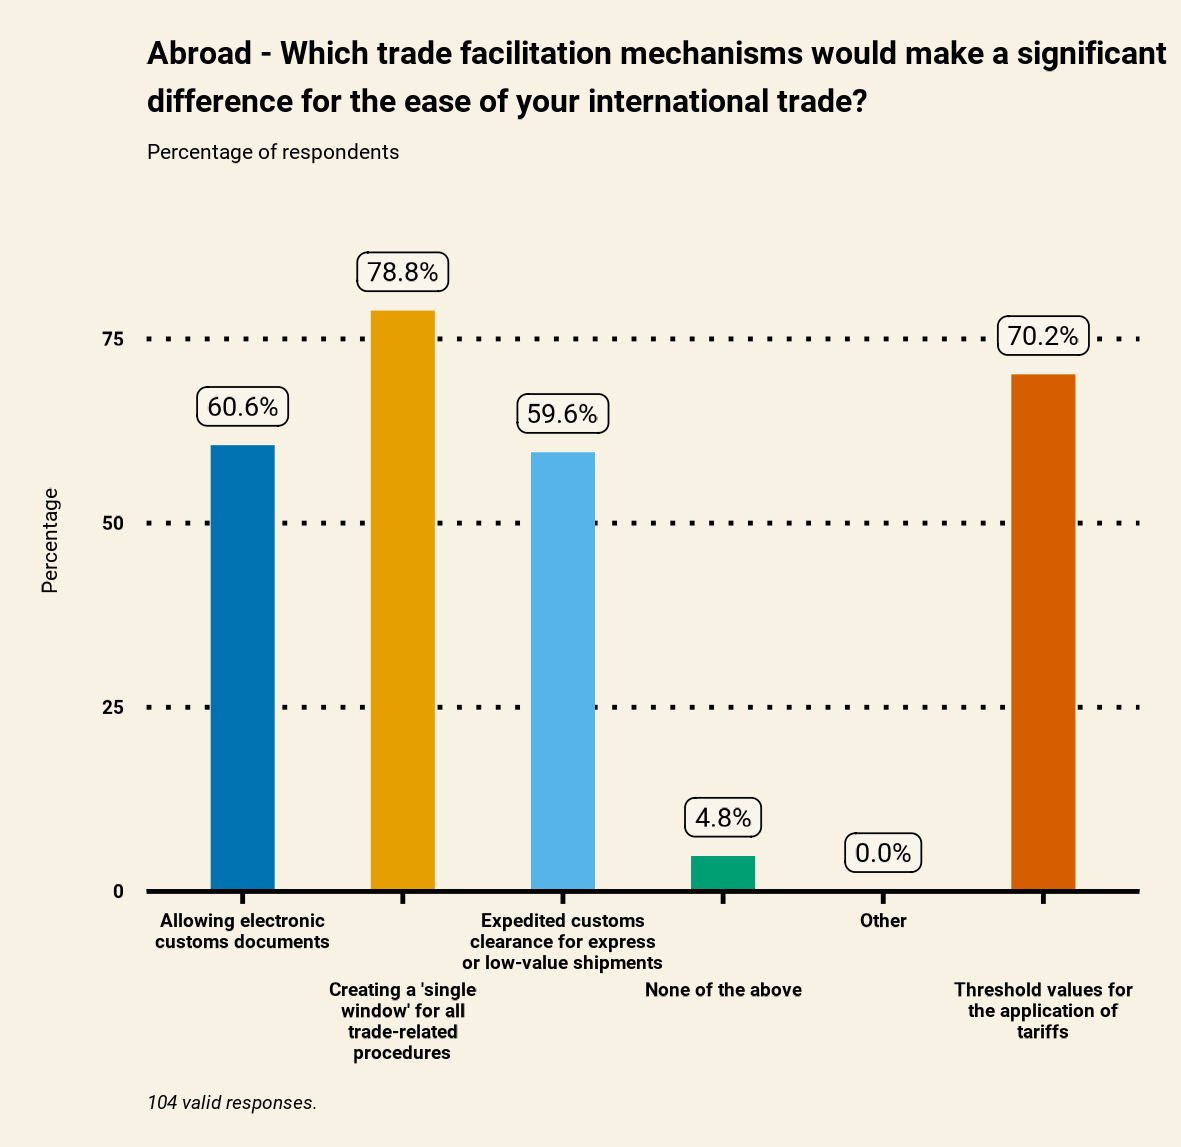 Abroad - Which trade facilitation mechanisms would make a significant
difference for the ease of your international trade?
Percentage of respondents
78.8%
70.2%
75
60.6%
59.6%
50
Percentage
25
4.8%
0.0%
0
Allowing electronic
customs documents
Expedited customs
clearance for express
or low-value shipments
Other
Creating a 'single
window' for all
trade-related
procedures
None of the above
Threshold values for
the application of
tariffs
104 valid responses.